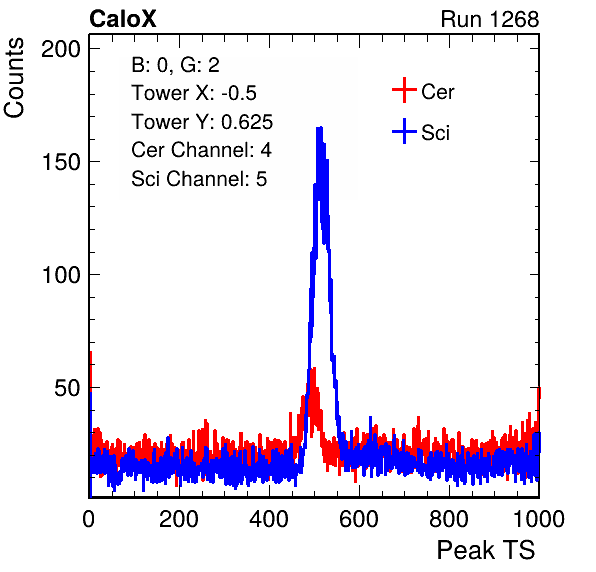 CaloX Run 1268
Counts
200
150
100
50
B: 0, G: 2
Tower X: -0.5
Tower Y: 0.625
Cer Channel: 4
Sci Channel: 5
Cer
Sci
0 200 400 600 800 1000
Peak TS